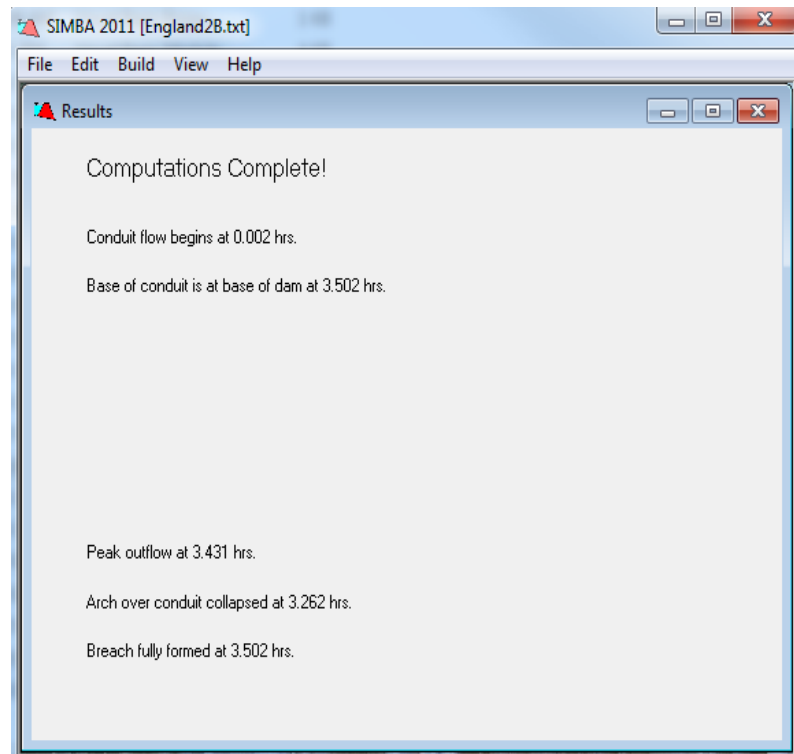 SIMBA 2011 [England2B.txt]
File Edit Build View Help
Results
Computations Complete!
Conduit flow begins at 0.002 hrs.
Base of conduit is at base of dam at 3.502 hrs.
Peak outflow at 3.431 hrs.
Arch over conduit collapsed at 3.262 hrs.
Breach fully formed at 3.502 hrs.